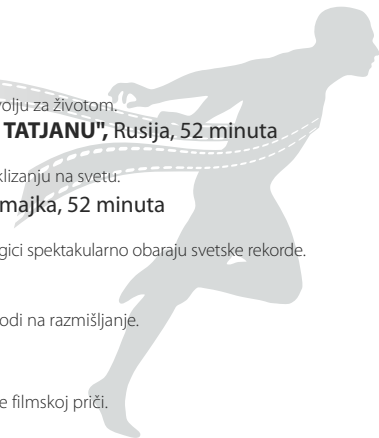 volju za životom.
TATJANU", Rusija, 52 minuta
klizanju na svetu.
majka, 52 minuta
gici spektakularno obaraju svetske rekorde.
odi na razmišljanje.
e filmskoj priči.